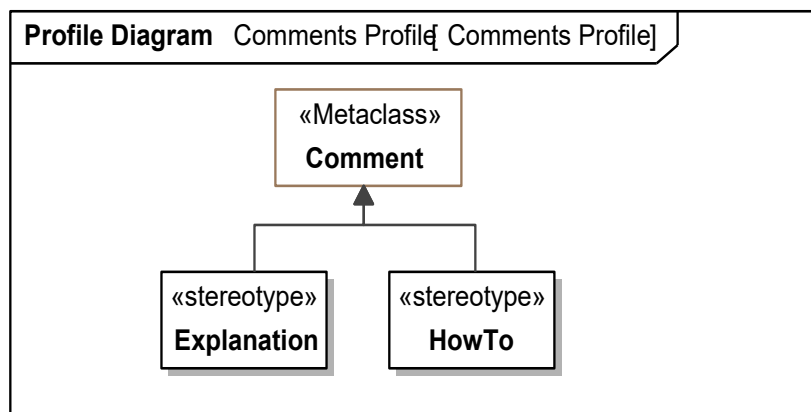 Profile Diagram Comments Profile[ Comments Profile]
«Metaclass»
Comment
«stereotype» «stereotype»
Explanation HowTo